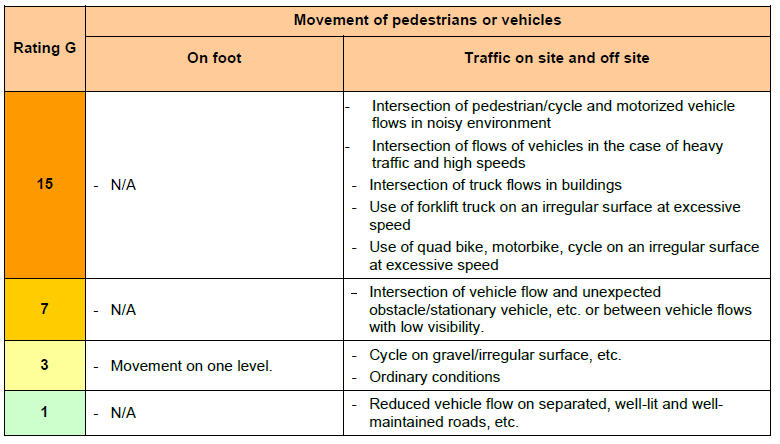 Movement of pedestrians or vehicles
Rating G
On foot
Traffic on site and off site
15
- N/A
- Intersection of pedestrian/cycle and motorized vehicle
flows in noisy environment
- Intersection of flows of vehicles in the case of heavy
traffic and high speeds
- Intersection of truck flows in buildings
- Use of forklift truck on an irregular surface at excessive
speed
- Use of quad bike, motorbike, cycle on an irregular surface
at excessive speed
7
- N/A
- Intersection of vehicle flow and unexpected
obstacle/stationary vehicle, etc. or between vehicle flows
with low visibility.
3
- Movement on one level.
- Cycle on gravel/irregular surface, etc.
- Ordinary conditions
1
- N/A
- Reduced vehicle flow on separated, well-lit and well-
maintained roads, etc.